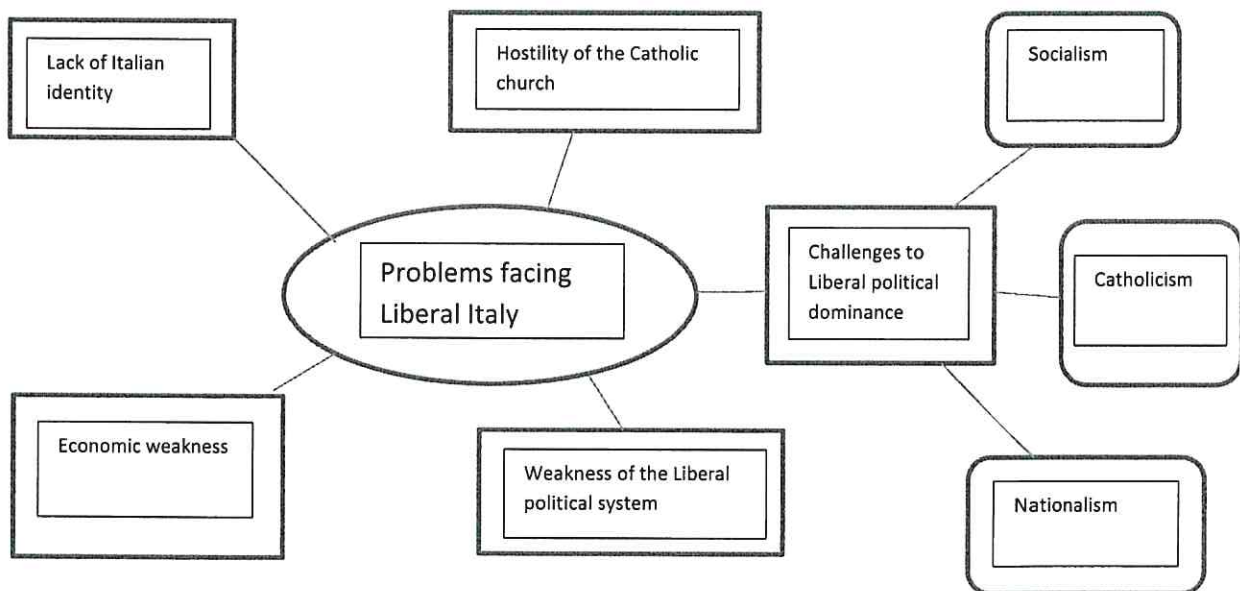 Lack of Italian
identity
Hostility of the Catholic
church
Socialism
Problems facing
Liberal Italy
Challenges to
Liberal political
dominance
Catholicism
Economic weakness
Weakness of the Liberal
political system
Nationalism